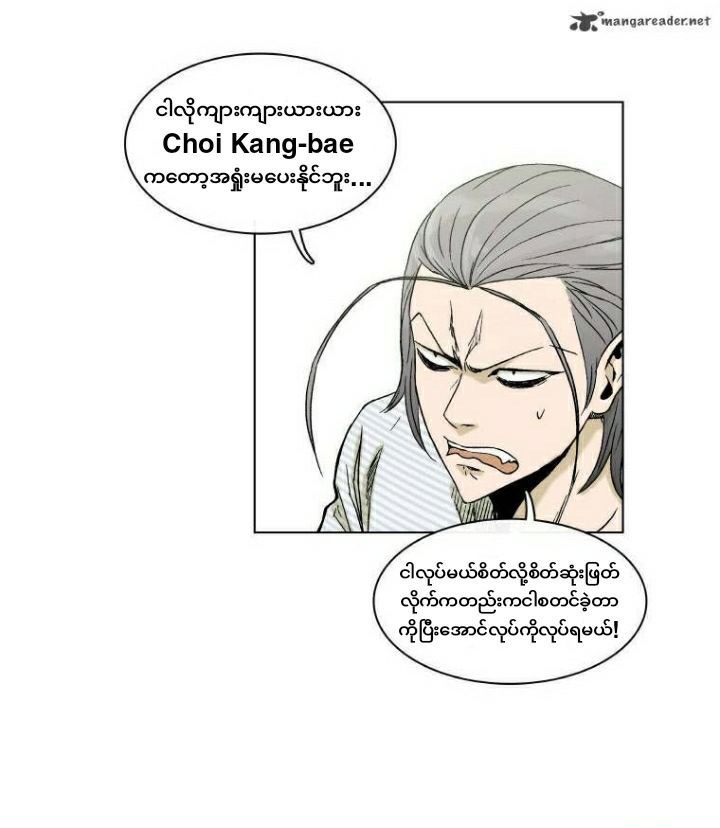 mangareader.net
ငါလိုကျားကျားယားယား
Choi Kang-bae
ကတော့အရှုံးမပေးနိုင်ဘူး...
ငါလုပ်မယ်စိတ်လို့စိတ်ဆုံးဖြတ်
လိုက်ကတည်းကငါစတင်ခဲ့တာ
ကိုပြီးအောင်လုပ်ကိုလုပ်ရမယ်!